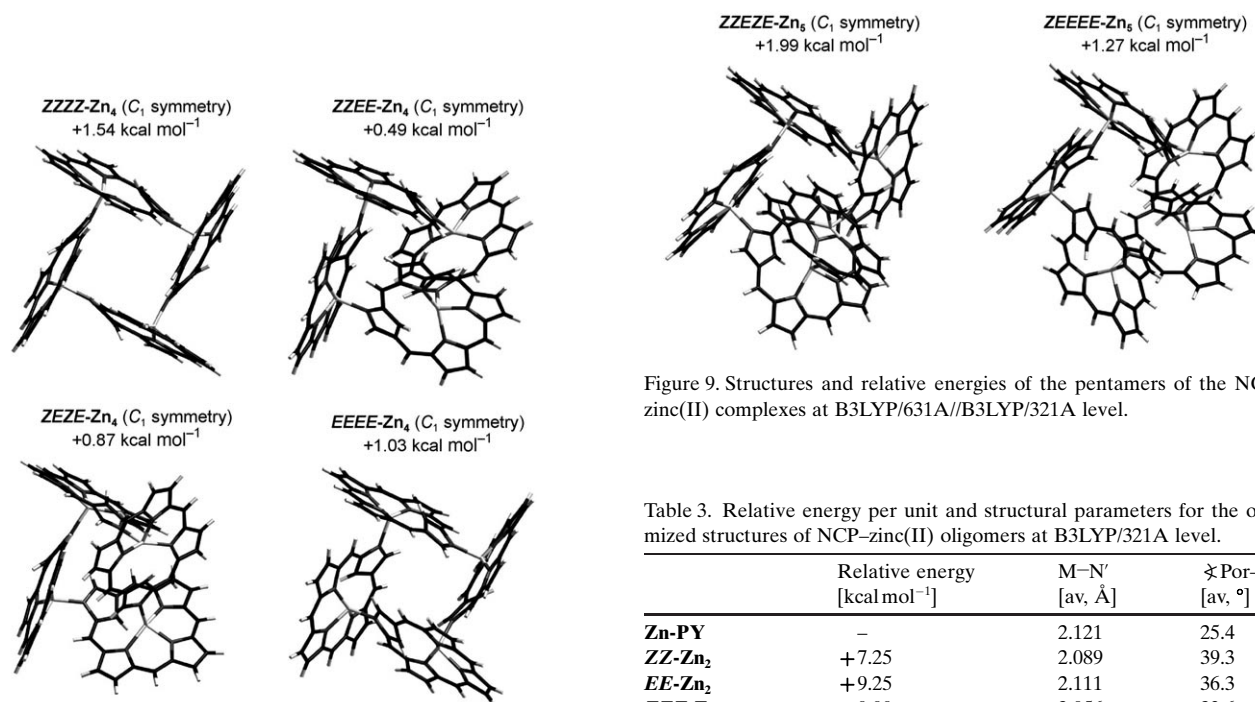 ZZZZ-Zn₄ (C₁ symmetry)
+1.54 kcal mol⁻¹
ZZEE-Zn₄ (C₁ symmetry)
+0.49 kcal mol⁻¹
ZEZE-Zn₄ (C₁ symmetry)
+0.87 kcal mol⁻¹
EEEE-Zn₄ (C₁ symmetry)
+1.03 kcal mol⁻¹
ZZEZE-Zn₅ (C₁ symmetry)
+1.99 kcal mol⁻¹
ZEEEE-Zn₅ (C₁ symmetry)
+1.27 kcal mol⁻¹
Figure 9. Structures and relative energies of the pentamers of the NC
zinc(II) complexes at B3LYP/631A//B3LYP/321A level.
Table 3. Relative energy per unit and structural parameters for the o
mized structures of NCP–zinc(II) oligomers at B3LYP/321A level.
Relative energy M−N′ ∢Por–
[kcal mol⁻¹] [av, Å] [av, °]
Zn-PY – 2.121 25.4
ZZ-Zn₂ +7.25 2.089 39.3
EE-Zn₂ +9.25 2.111 36.3